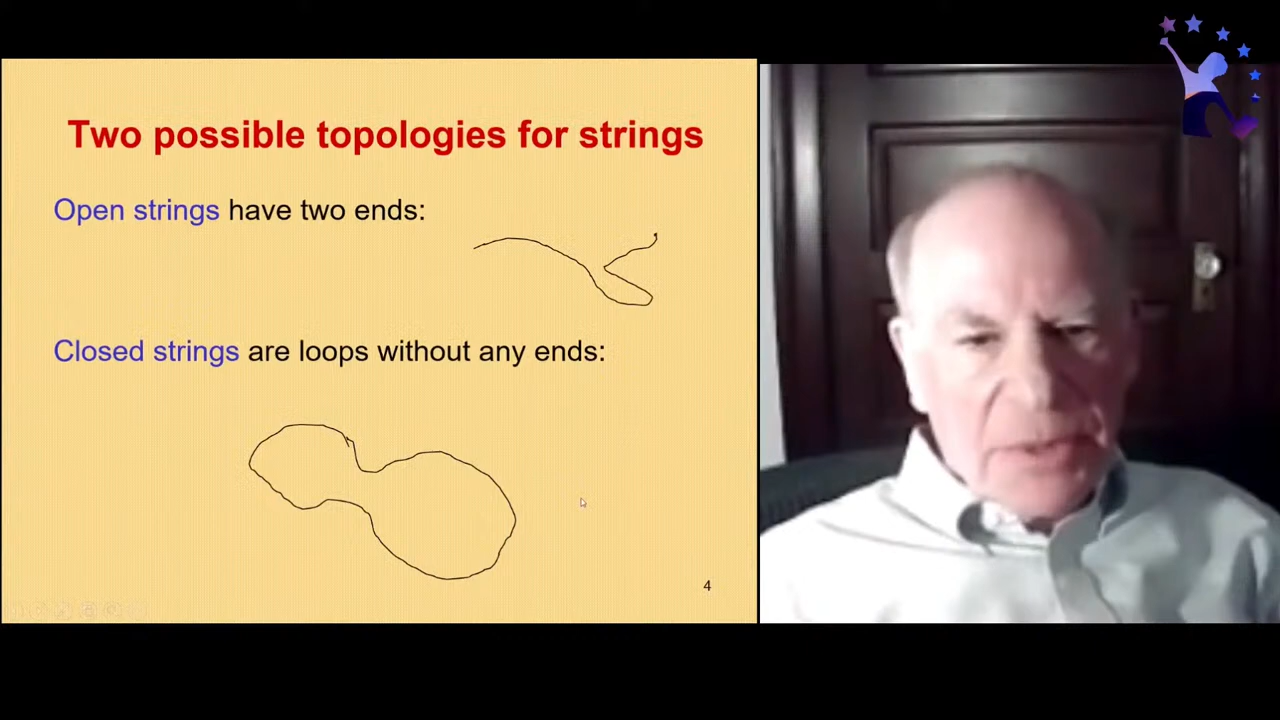 Two possible topologies for strings
Open strings have two ends:
Closed strings are loops without any ends:
4